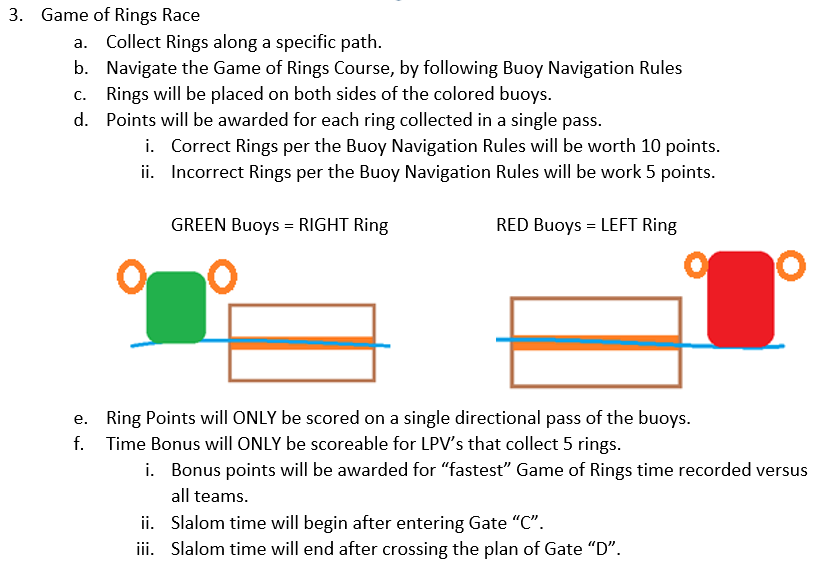 3. Game of Rings Race
a. Collect Rings along a specific path.
b. Navigate the Game of Rings Course, by following Buoy Navigation Rules
c. Rings will be placed on both sides of the colored buoys.
d. Points will be awarded for each ring collected in a single pass.
i. Correct Rings per the Buoy Navigation Rules will be worth 10 points.
ii. Incorrect Rings per the Buoy Navigation Rules will be work 5 points.
GREEN Buoys = RIGHT Ring
RED Buoys = LEFT Ring
e. Ring Points will ONLY be scored on a single directional pass of the buoys.
f. Time Bonus will ONLY be scoreable for LPV’s that collect 5 rings.
i. Bonus points will be awarded for “fastest” Game of Rings time recorded versus
all teams.
ii. Slalom time will begin after entering Gate “C”.
iii. Slalom time will end after crossing the plan of Gate “D”.